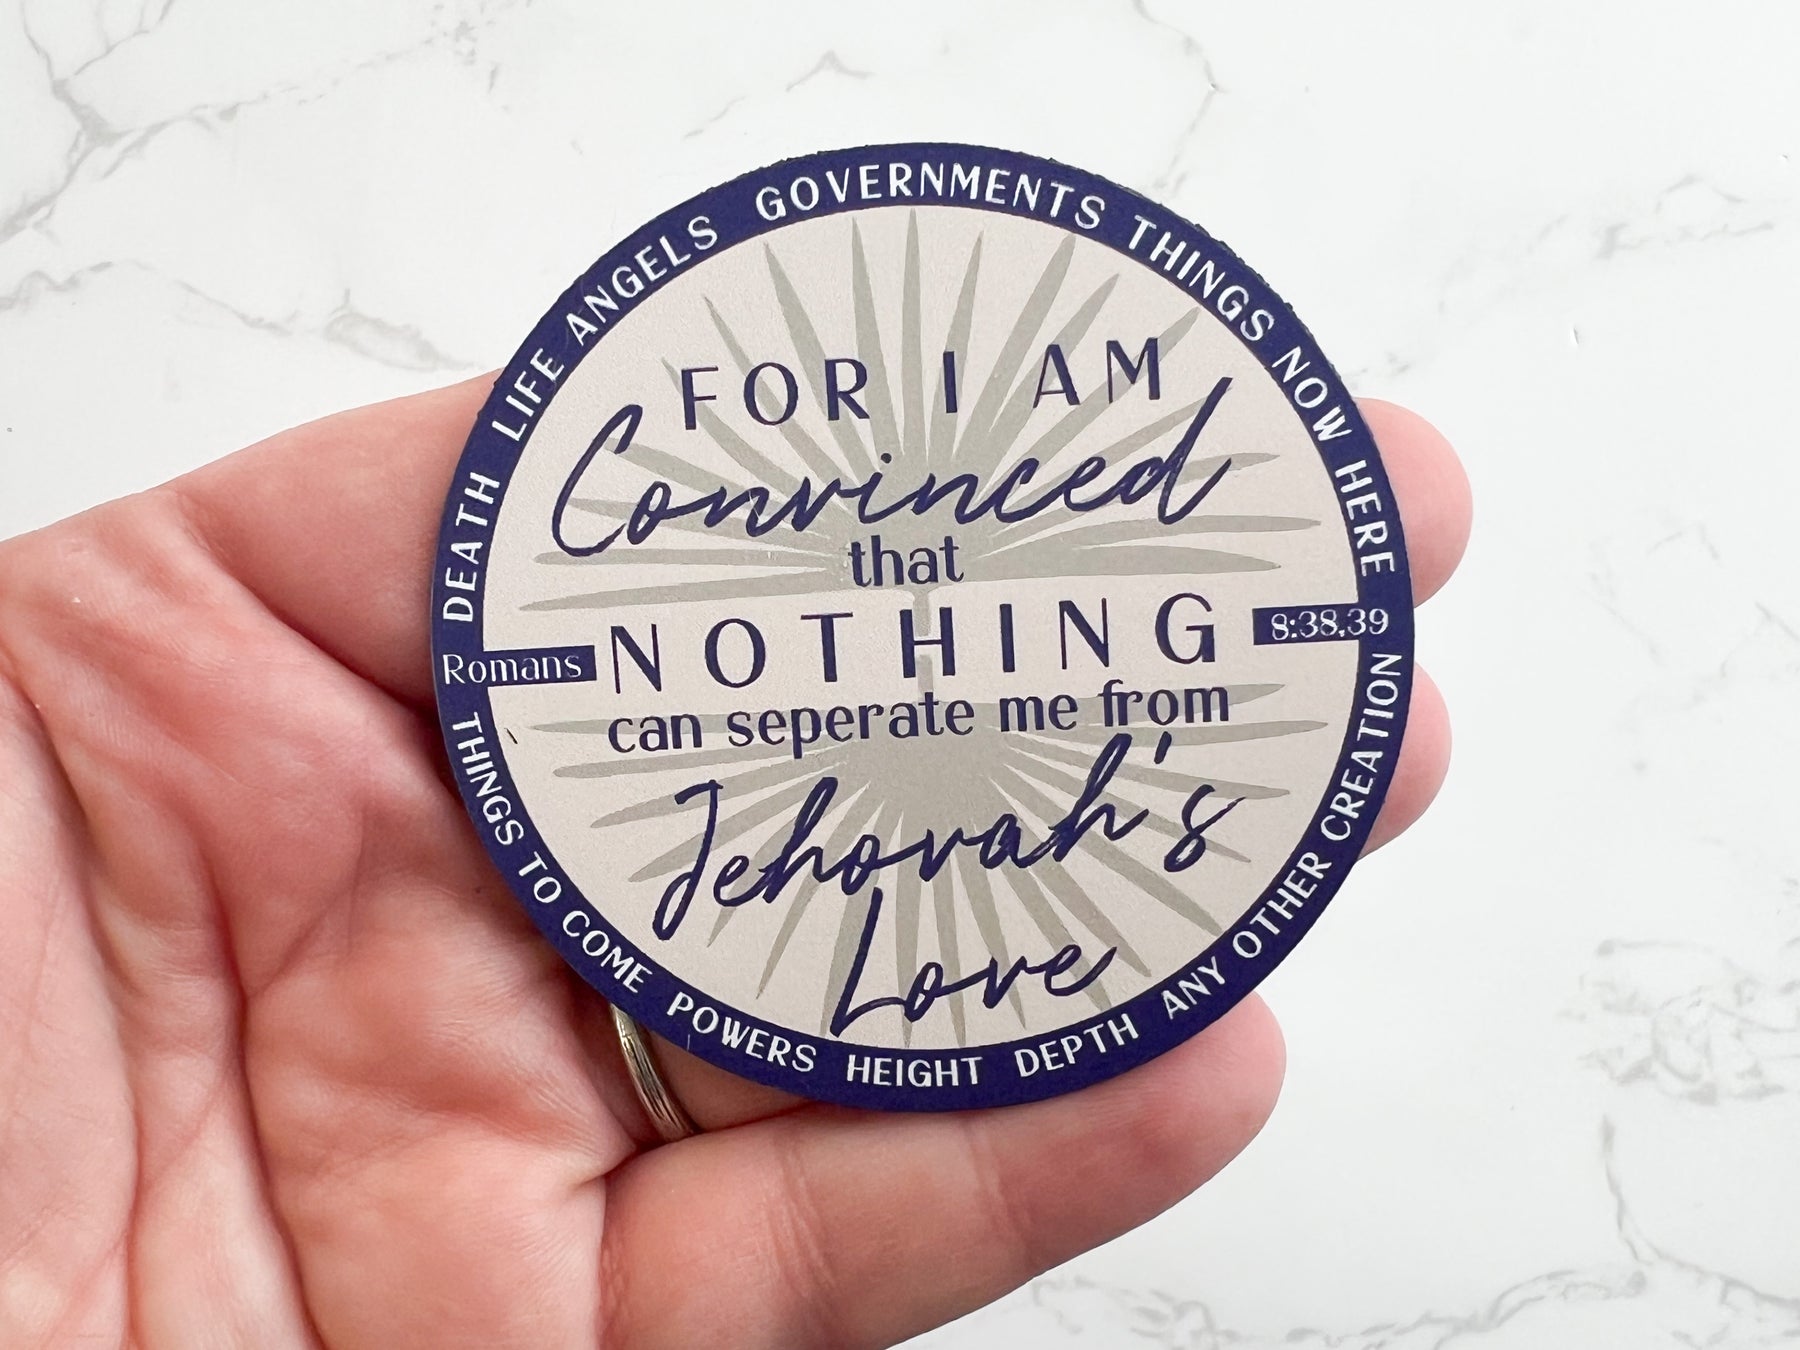 DEATH LIFE ANGELS GOVERNMENTS THINGS NOW HERE
FOR I AM
Convinced
that
NOTHING
Romans
8:38,39
can seperate me from
Jehovah's
Love
THINGS TO COME POWERS HEIGHT DEPTH ANY OTHER CREATION